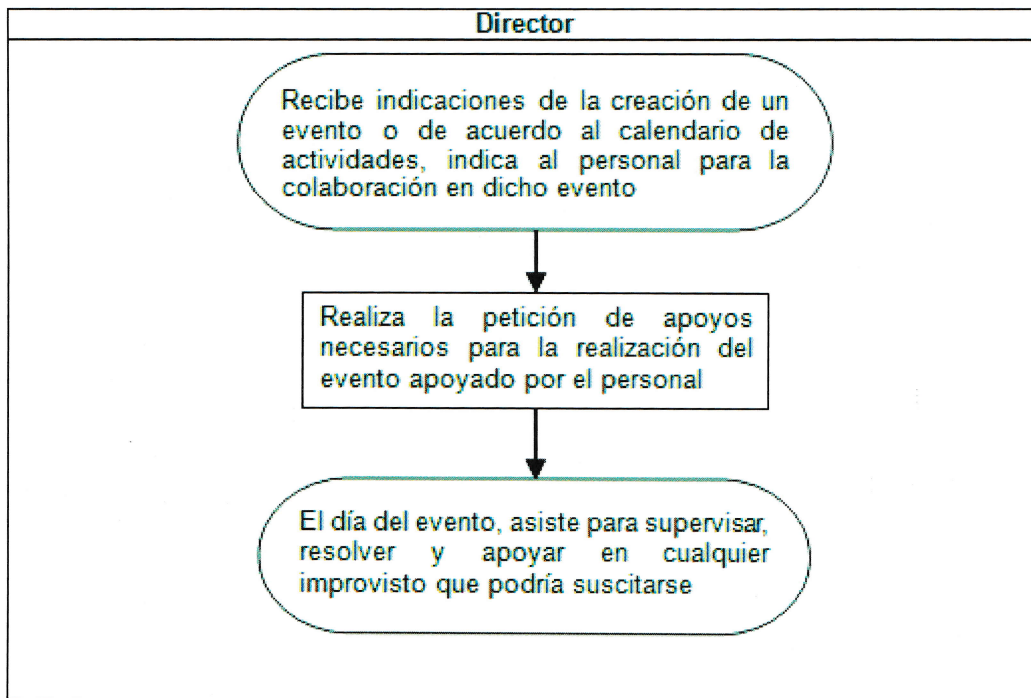 Director
Recibe indicaciones de la creación de un
evento o de acuerdo al calendario de
actividades, indica al personal para la
colaboración en dicho evento
Realiza la petición de apoyos
necesarios para la realización del
evento apoyado por el personal
El día del evento, asiste para supervisar,
resolver y apoyar en cualquier
improvisto que podría suscitarse